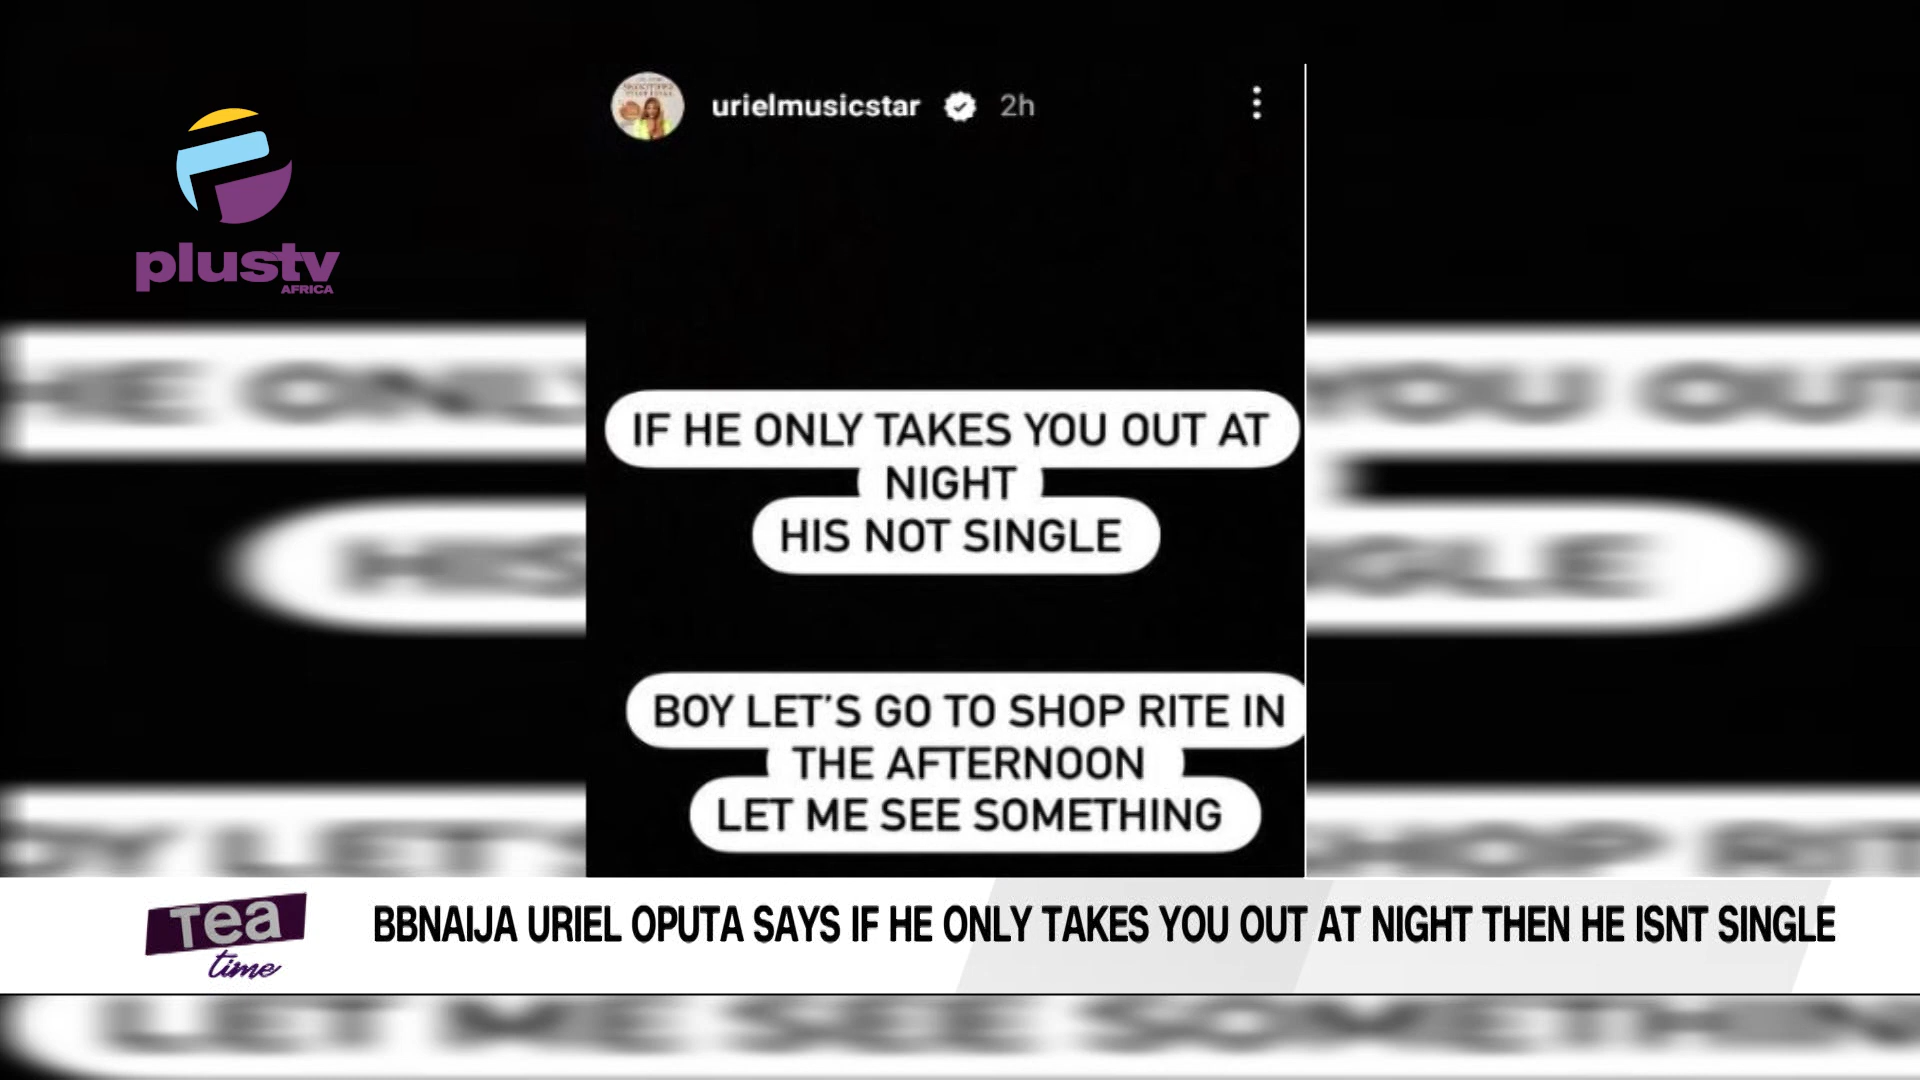 urielmusicstar 2h
plustv
AFRICA
IF HE ONLY TAKES YOU OUT AT
NIGHT
HIS NOT SINGLE
BOY LET'S GO TO SHOP RITE IN
THE AFTERNOON
LET ME SEE SOMETHING
Tea
time
BBNAIJA URIEL OPUTA SAYS IF HE ONLY TAKES YOU OUT AT NIGHT THEN HE ISNT SINGLE